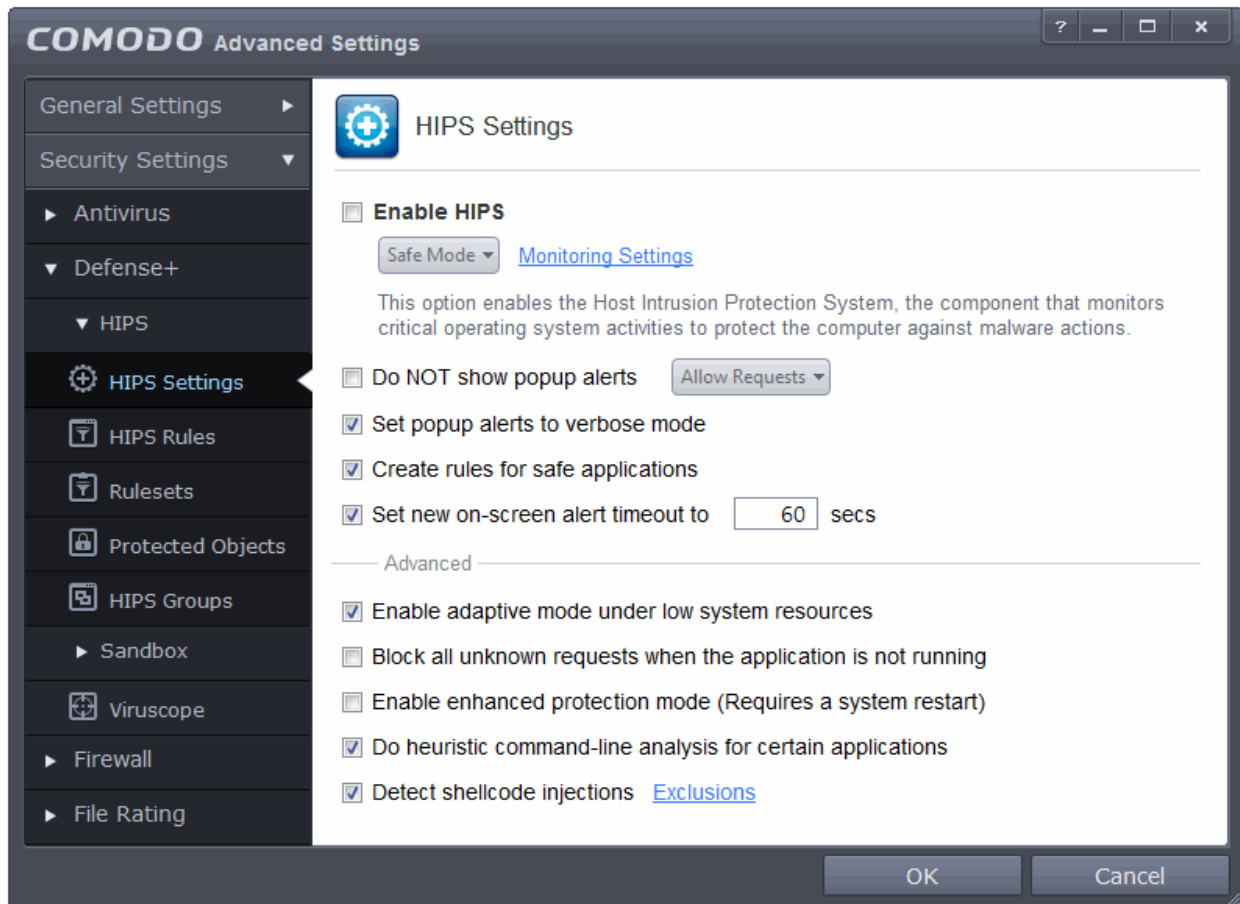 COMODO Advanced Settings
?
General Settings
Security Settings
Antivirus
Defense+
HIPS
HIPS Settings
HIPS Rules
Rulesets
Protected Objects
HIPS Groups
Sandbox
Viruscope
Firewall
File Rating
HIPS Settings
Enable HIPS
Safe Mode Monitoring Settings
This option enables the Host Intrusion Protection System, the component that monitors
critical operating system activities to protect the computer against malware actions.
Do NOT show popup alerts Allow Requests
Set popup alerts to verbose mode
Create rules for safe applications
Set new on-screen alert timeout to 60 secs
Advanced
Enable adaptive mode under low system resources
Block all unknown requests when the application is not running
Enable enhanced protection mode (Requires a system restart)
Do heuristic command-line analysis for certain applications
Detect shellcode injections Exclusions
OK Cancel